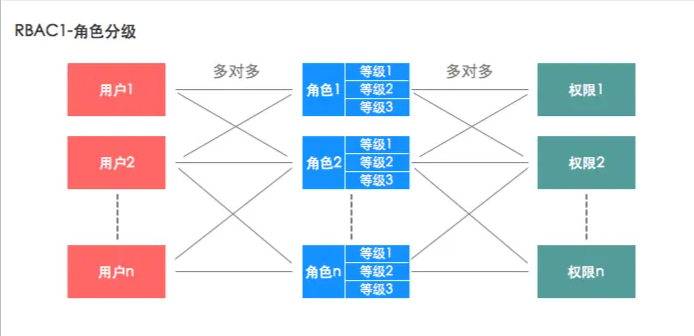 RBAC1-角色分级
多对多 多对多
用户1 角色1 等级1 等级2 等级3 权限1
用户2 角色2 等级1 等级2 等级3 权限2
用户n 角色n 等级1 等级2 等级3 权限n